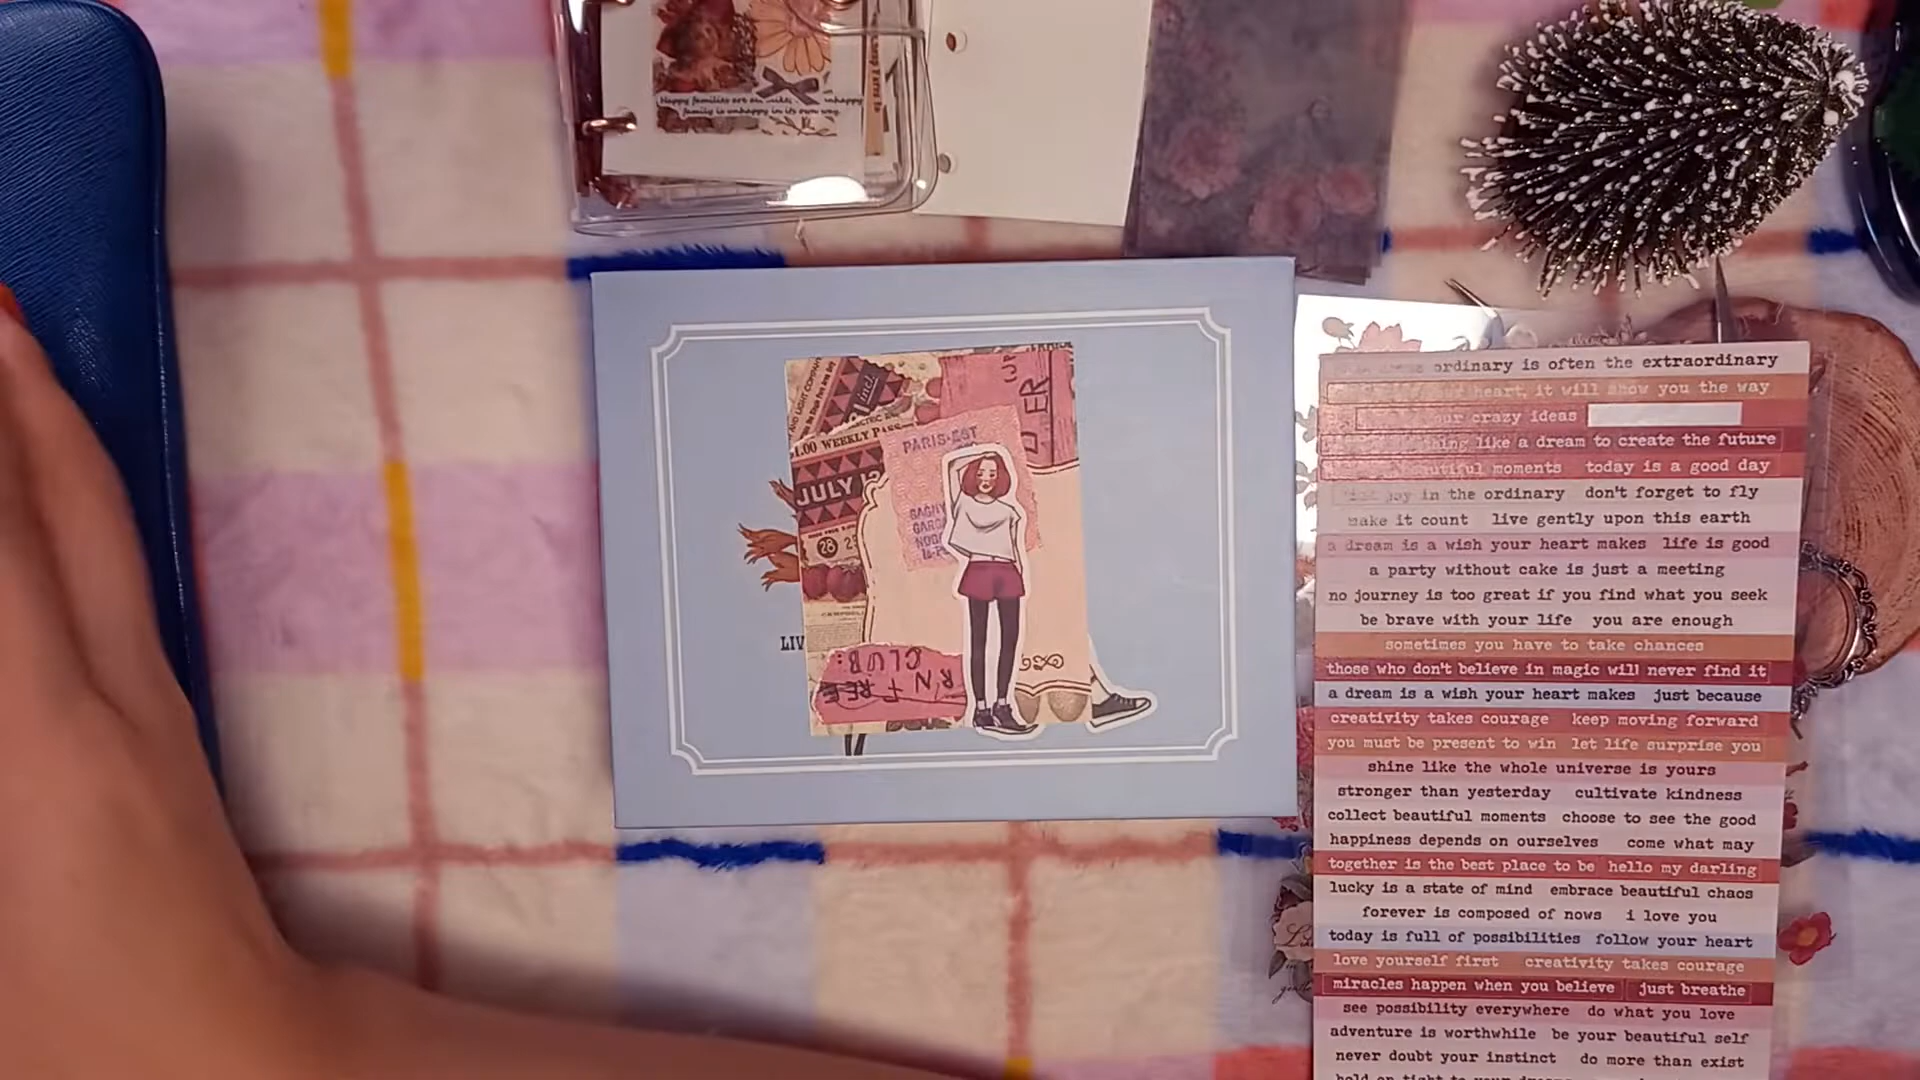 Happy families are
unhappy
family is unhappy in its own way.
1.00 WEEKLY PASS
PARIS-EST
JULY
28
LIV
CLUB:
ordinary is often the extraordinary
heart, it will show you the way
crazy ideas
like a dream to create the future
beautiful moments today is a good day
joy in the ordinary don't forget to fly
make it count live gently upon this earth
a dream is a wish your heart makes life is good
a party without cake is just a meeting
no journey is too great if you find what you seek
be brave with your life you are enough
sometimes you have to take chances
those who don't believe in magic will never find it
a dream is a wish your heart makes just because
creativity takes courage keep moving forward
you must be present to win let life surprise you
shine like the whole universe is yours
stronger than yesterday cultivate kindness
collect beautiful moments choose to see the good
happiness depends on ourselves come what may
together is the best place to be hello my darling
lucky is a state of mind embrace beautiful chaos
forever is composed of nows i love you
today is full of possibilities follow your heart
love yourself first creativity takes courage
miracles happen when you believe just breathe
see possibility everywhere do what you love
adventure is worthwhile be your beautiful self
never doubt your instinct do more than exist